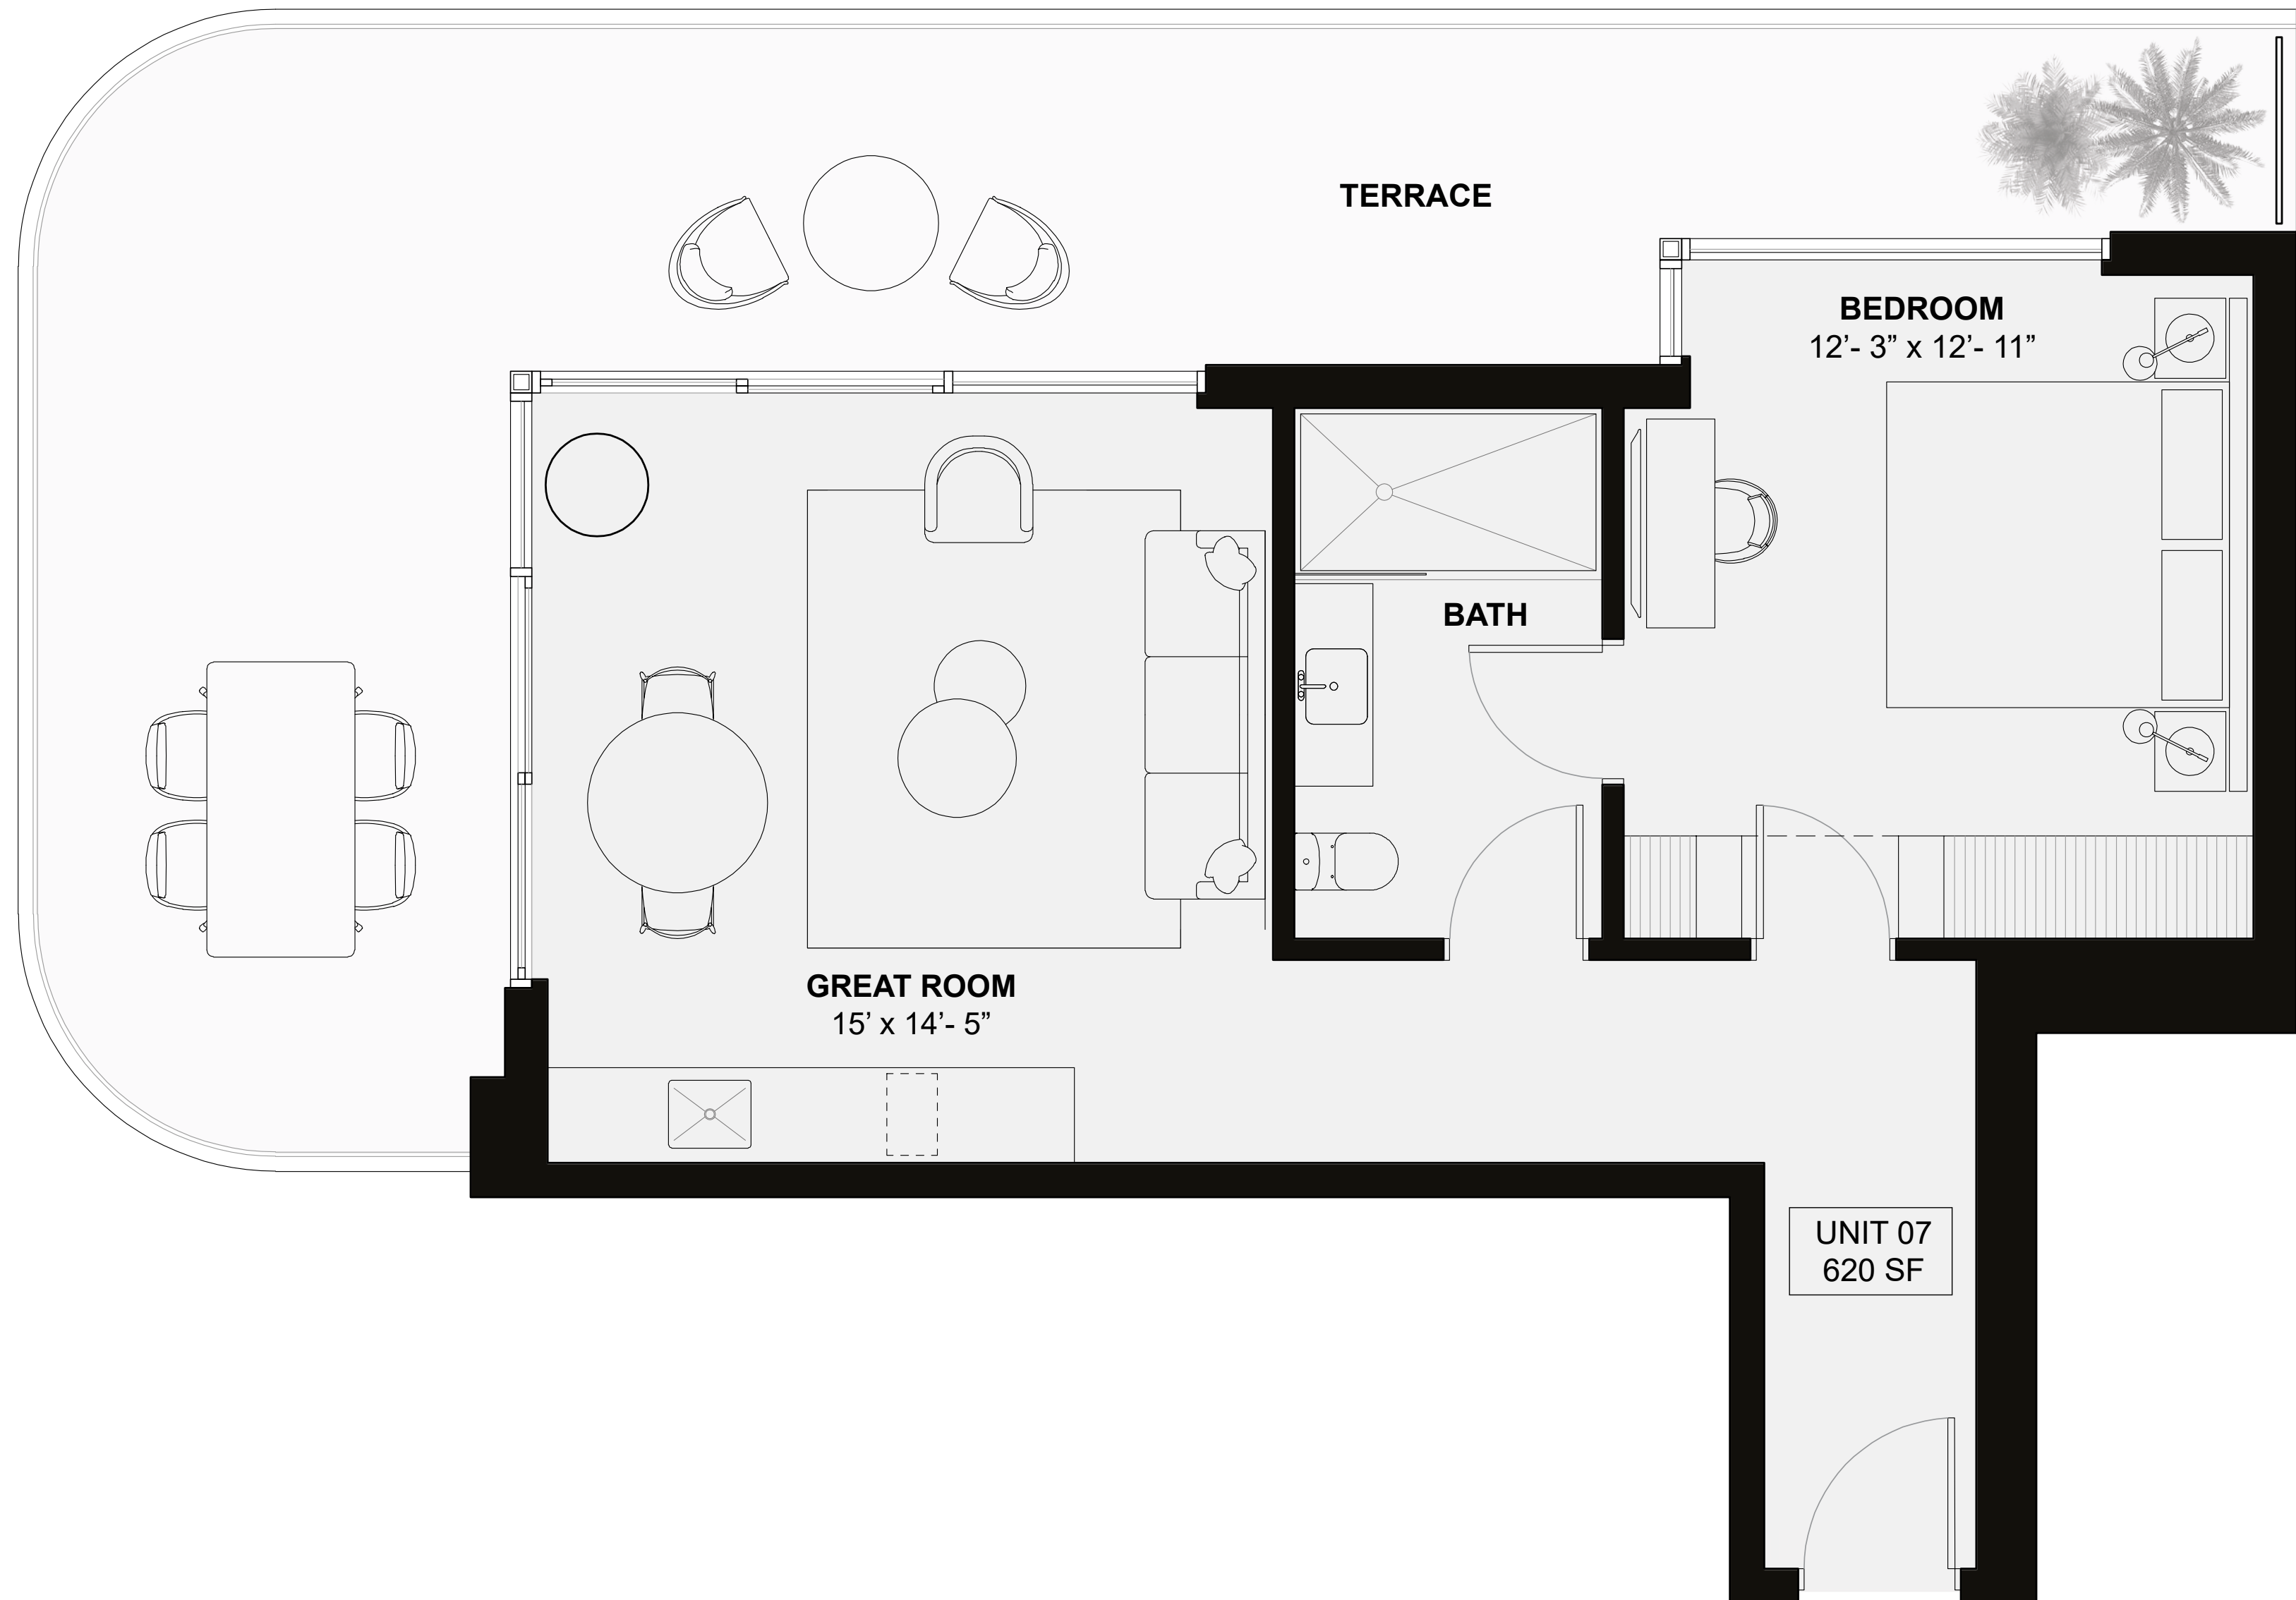 TERRACE
BEDROOM
12’- 3” x 12’- 11”
BATH
GREAT ROOM
15’ x 14’- 5”
UNIT 07
620 SF